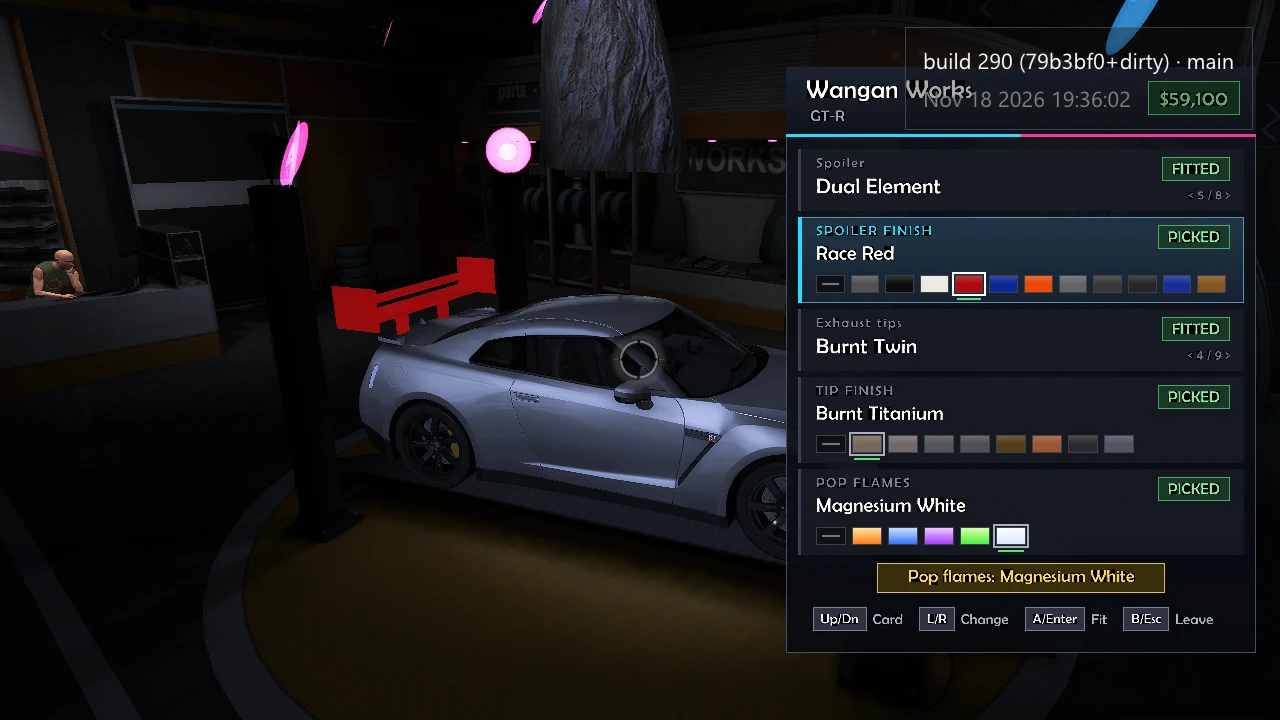 build 290 (79b3bf0+dirty) · main
Wangan Works
Nov 18 2026 19:36:02
$59,100
GT-R
parts -
WORKS
Spoiler
FITTED
Dual Element
< 5 / 8 >
SPOILER FINISH
PICKED
Race Red
Exhaust tips
FITTED
Burnt Twin
< 4 / 9 >
TIP FINISH
PICKED
Burnt Titanium
POP FLAMES
PICKED
Magnesium White
Pop flames: Magnesium White
Up/Dn Card L/R Change A/Enter Fit B/Esc Leave